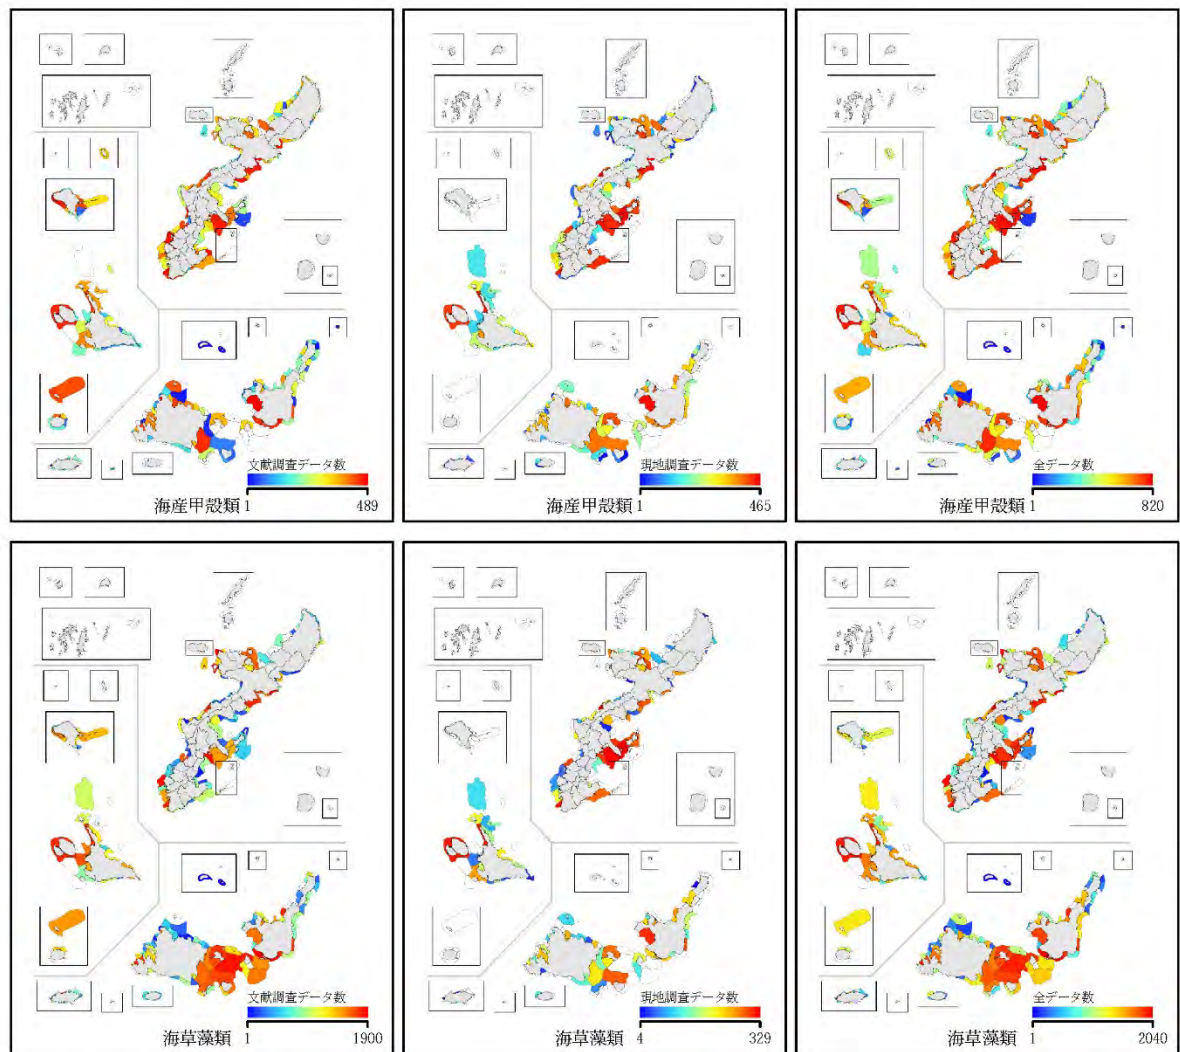 文献調査データ数
海産甲殻類 1 489
現地調査データ数
海産甲殻類 1 465
全データ数
海産甲殻類 1 820
文献調査データ数
海草藻類 1 1900
現地調査データ数
海草藻類 4 329
全データ数
海草藻類 1 2040